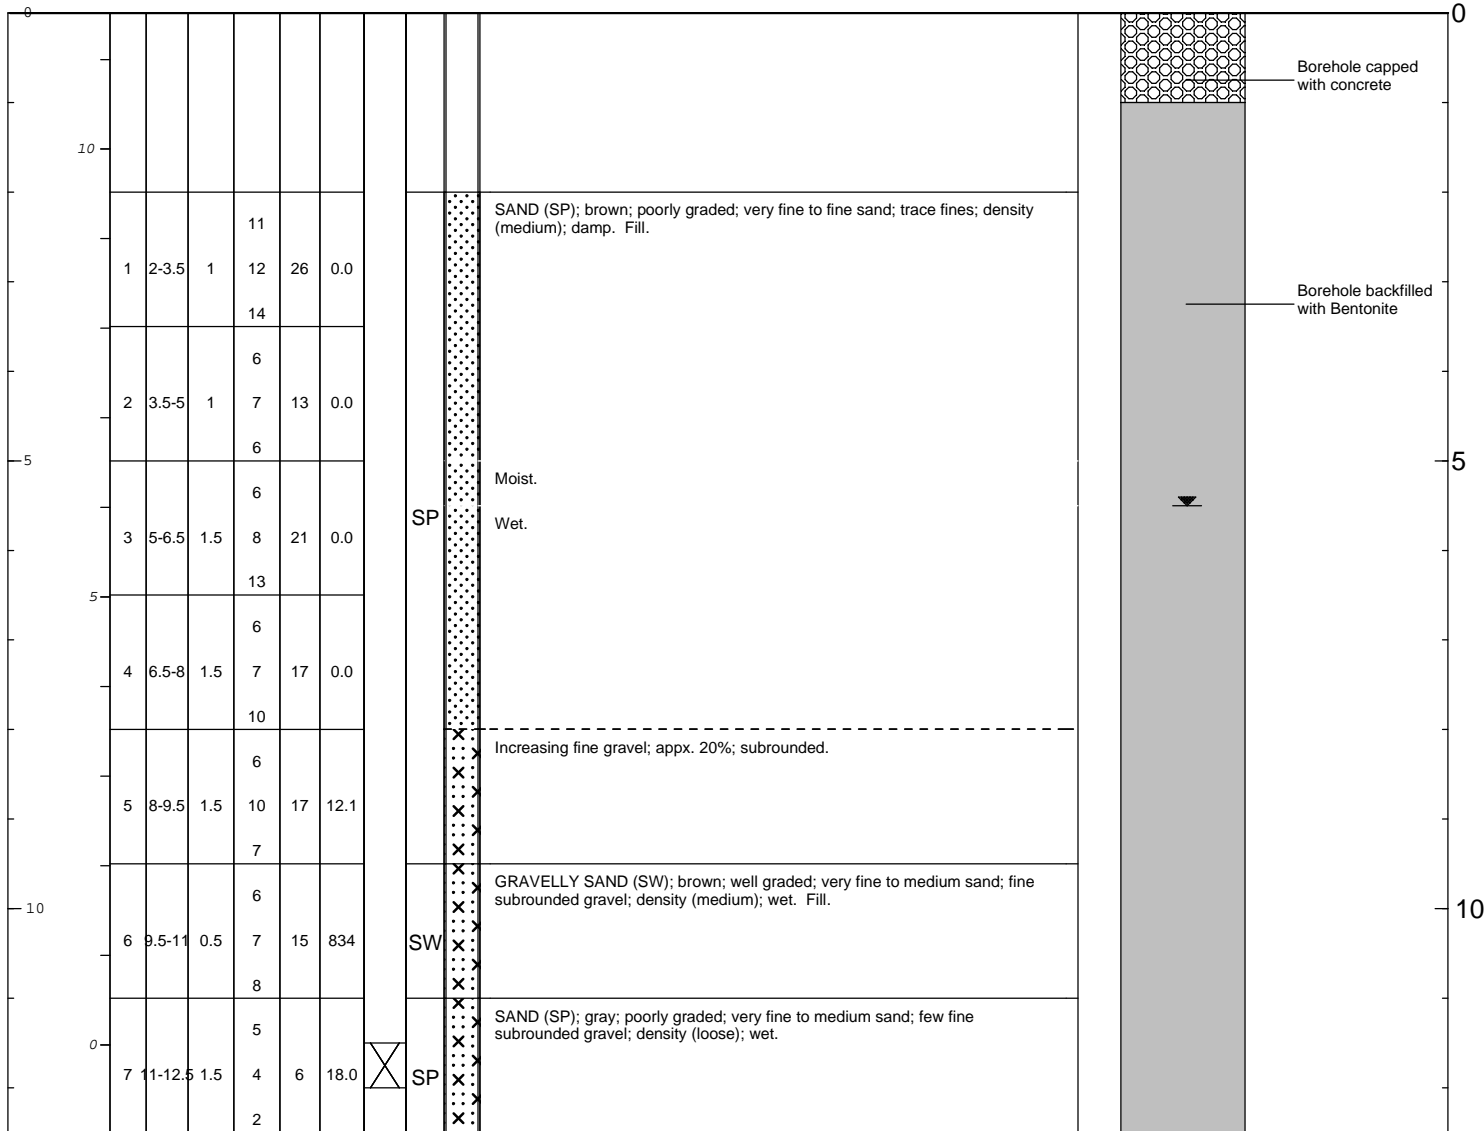 0
0
Borehole capped
with concrete
10
SAND (SP); brown; poorly graded; very fine to fine sand; trace fines; density
(medium); damp. Fill.
11
1 2-3.5 1 12 26 0.0
14
Borehole backfilled
with Bentonite
6
2 3.5-5 1 7 13 0.0
6
5
5
Moist.
6
SP
Wet.
3 5-6.5 1.5 8 21 0.0
13
5
6
4 6.5-8 1.5 7 17 0.0
10
Increasing fine gravel; appx. 20%; subrounded.
6
5 8-9.5 1.5 10 17 12.1
7
GRAVELLY SAND (SW); brown; well graded; very fine to medium sand; fine
subrounded gravel; density (medium); wet. Fill.
6
10
10
6 9.5-11 0.5 7 15 834 SW
8
SAND (SP); gray; poorly graded; very fine to medium sand; few fine
subrounded gravel; density (loose); wet.
5
0
7 11-12.5 1.5 4 6 18.0 SP
2